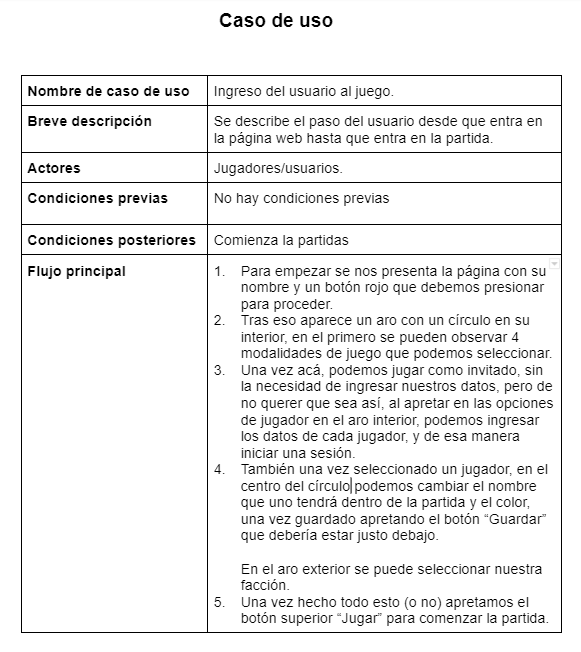 Caso de uso
Nombre de caso de uso
Ingreso del usuario al juego.
Breve descripción
Se describe el paso del usuario desde que entra en
la página web hasta que entra en la partida.
Actores
Jugadores/usuarios.
Condiciones previas
No hay condiciones previas
Condiciones posteriores
Comienza la partidas
Flujo principal
1. Para empezar se nos presenta la página con su
nombre y un botón rojo que debemos presionar
para proceder.
2. Tras eso aparece un aro con un círculo en su
interior, en el primero se pueden observar 4
modalidades de juego que podemos seleccionar.
3. Una vez acá, podemos jugar como invitado, sin
la necesidad de ingresar nuestros datos, pero de
no querer que sea así, al apretar en las opciones
de jugador en el aro interior, podemos ingresar
los datos de cada jugador, y de esa manera
iniciar una sesión.
4. También una vez seleccionado un jugador, en el
centro del círculo podemos cambiar el nombre
que uno tendrá dentro de la partida y el color,
una vez guardado apretando el botón “Guardar”
que debería estar justo debajo.
En el aro exterior se puede seleccionar nuestra
facción.
5. Una vez hecho todo esto (o no) apretamos el
botón superior “Jugar” para comenzar la partida.